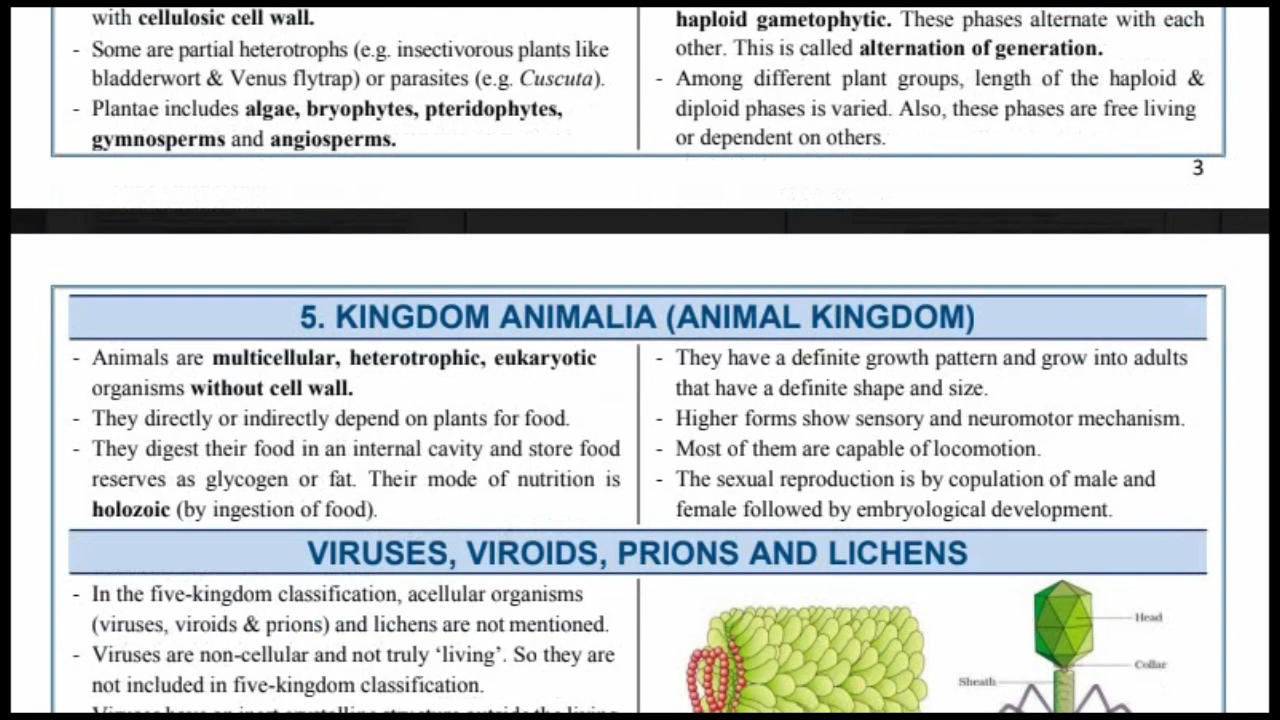 with cellulosic cell wall.
- Some are partial heterotrophs (e.g. insectivorous plants like
bladderwort & Venus flytrap) or parasites (e.g. Cuscuta).
- Plantae includes algae, bryophytes, pteridophytes,
gymnosperms and angiosperms.
haploid gametophytic. These phases alternate with each
other. This is called alternation of generation.
- Among different plant groups, length of the haploid &
diploid phases is varied. Also, these phases are free living
or dependent on others.
3
5. KINGDOM ANIMALIA (ANIMAL KINGDOM)
- Animals are multicellular, heterotrophic, eukaryotic
organisms without cell wall.
- They directly or indirectly depend on plants for food.
- They digest their food in an internal cavity and store food
reserves as glycogen or fat. Their mode of nutrition is
holozoic (by ingestion of food).
- They have a definite growth pattern and grow into adults
that have a definite shape and size.
- Higher forms show sensory and neuromotor mechanism.
- Most of them are capable of locomotion.
- The sexual reproduction is by copulation of male and
female followed by embryological development.
VIRUSES, VIROIDS, PRIONS AND LICHENS
- In the five-kingdom classification, acellular organisms
(viruses, viroids & prions) and lichens are not mentioned.
- Viruses are non-cellular and not truly ‘living’. So they are
not included in five-kingdom classification.
Head
Collar
Sheath